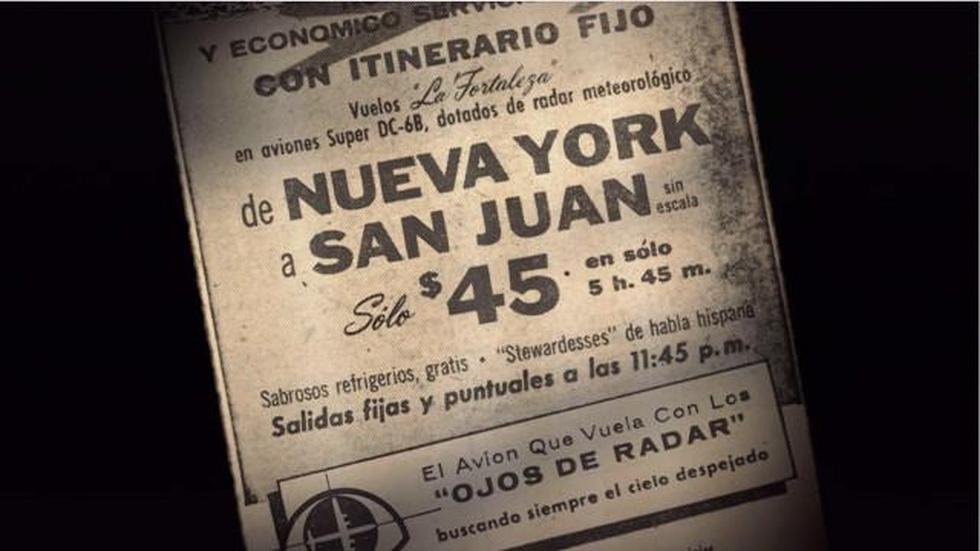 Y ECONOMICO
CON ITINERARIO FIJO
Vuelos "La Fortaleza"
en aviones Super DC-6B, dotados de radar meteorológico
de NUEVA YORK
a SAN JUAN sin escala
Sólo $45. en sólo 5 h. 45 m.
Sabrosos refrigerios, gratis • "Stewardesses" de habla hispana
Salidas fijas y puntuales a las 11:45 p.m.
El Avion Que Vuela Con Los
"OJOS DE RADAR"
buscando siempre el cielo despejado